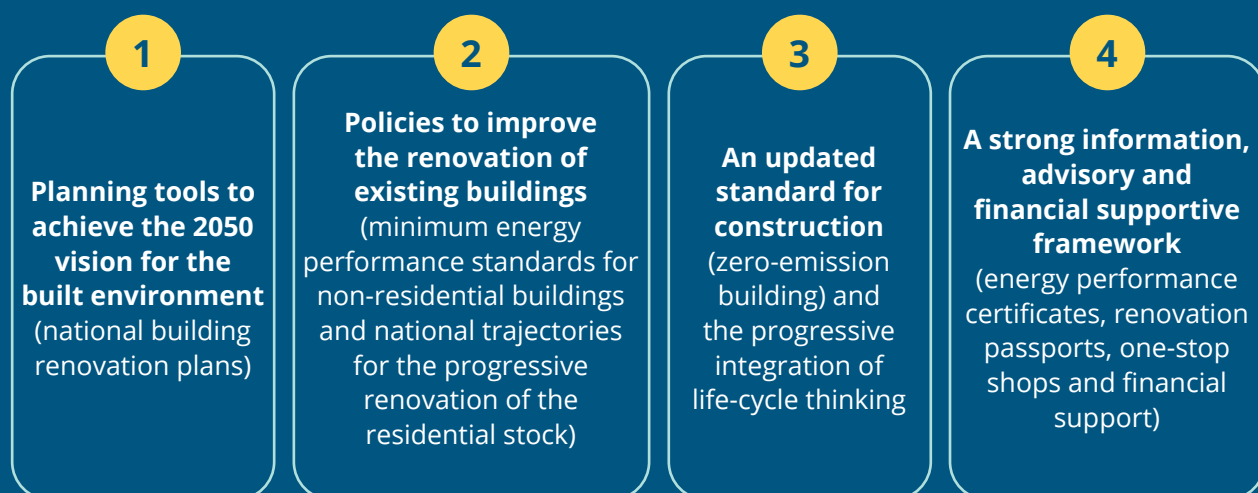 1
Planning tools to
achieve the 2050
vision for the
built environment
(national building
renovation plans)
2
Policies to improve
the renovation of
existing buildings
(minimum energy
performance standards for
non-residential buildings
and national trajectories
for the progressive
renovation of the
residential stock)
3
An updated
standard for
construction
(zero-emission
building) and
the progressive
integration of
life-cycle thinking
4
A strong information,
advisory and
financial supportive
framework
(energy performance
certificates, renovation
passports, one-stop
shops and financial
support)